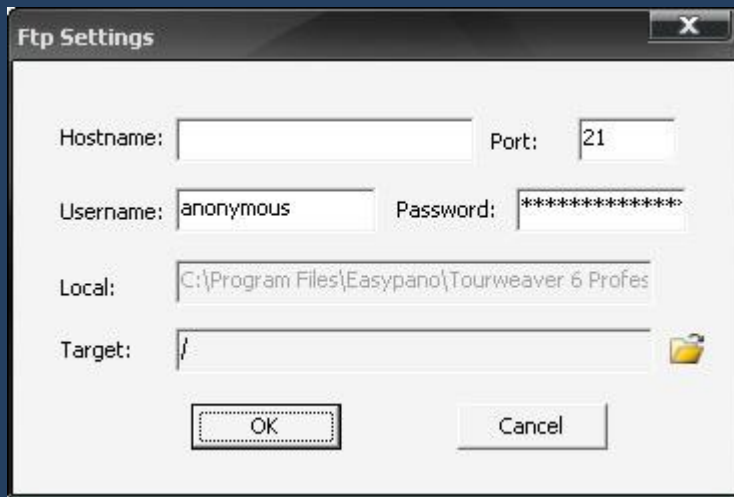 Ftp Settings
Hostname: Port: 21
Username: anonymous Password: **************
Local: C:\Program Files\Easypano\Tourweaver 6 Profes
Target: /
OK Cancel